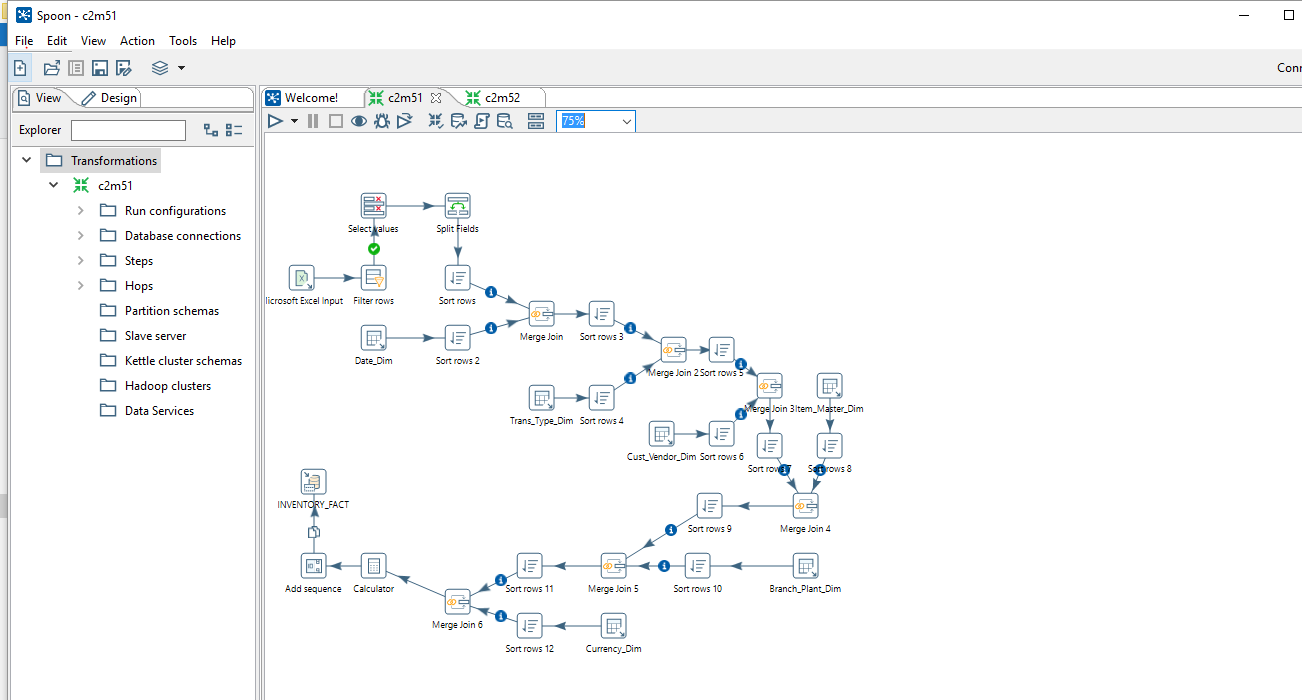 Spoon - c2m51
File Edit View Action Tools Help
Conn
View Design
Welcome! c2m51 c2m52
Explorer
75%
Transformations
c2m51
Run configurations
Database connections
Steps
Hops
Partition schemas
Slave server
Kettle cluster schemas
Hadoop clusters
Data Services
Select values
Split Fields
licrosoft Excel Input
Filter rows
Sort rows
Date_Dim
Sort rows 2
Merge Join
Sort rows 3
Trans_Type_Dim
Sort rows 4
Merge Join 2
Sort rows 5
Cust_Vendor_Dim
Sort rows 6
Merge Join 3
Item_Master_Dim
Sort rows 7
Sort rows 8
INVENTORY_FACT
Sort rows 9
Merge Join 4
Add sequence
Calculator
Sort rows 11
Merge Join 5
Sort rows 10
Branch_Plant_Dim
Merge Join 6
Sort rows 12
Currency_Dim